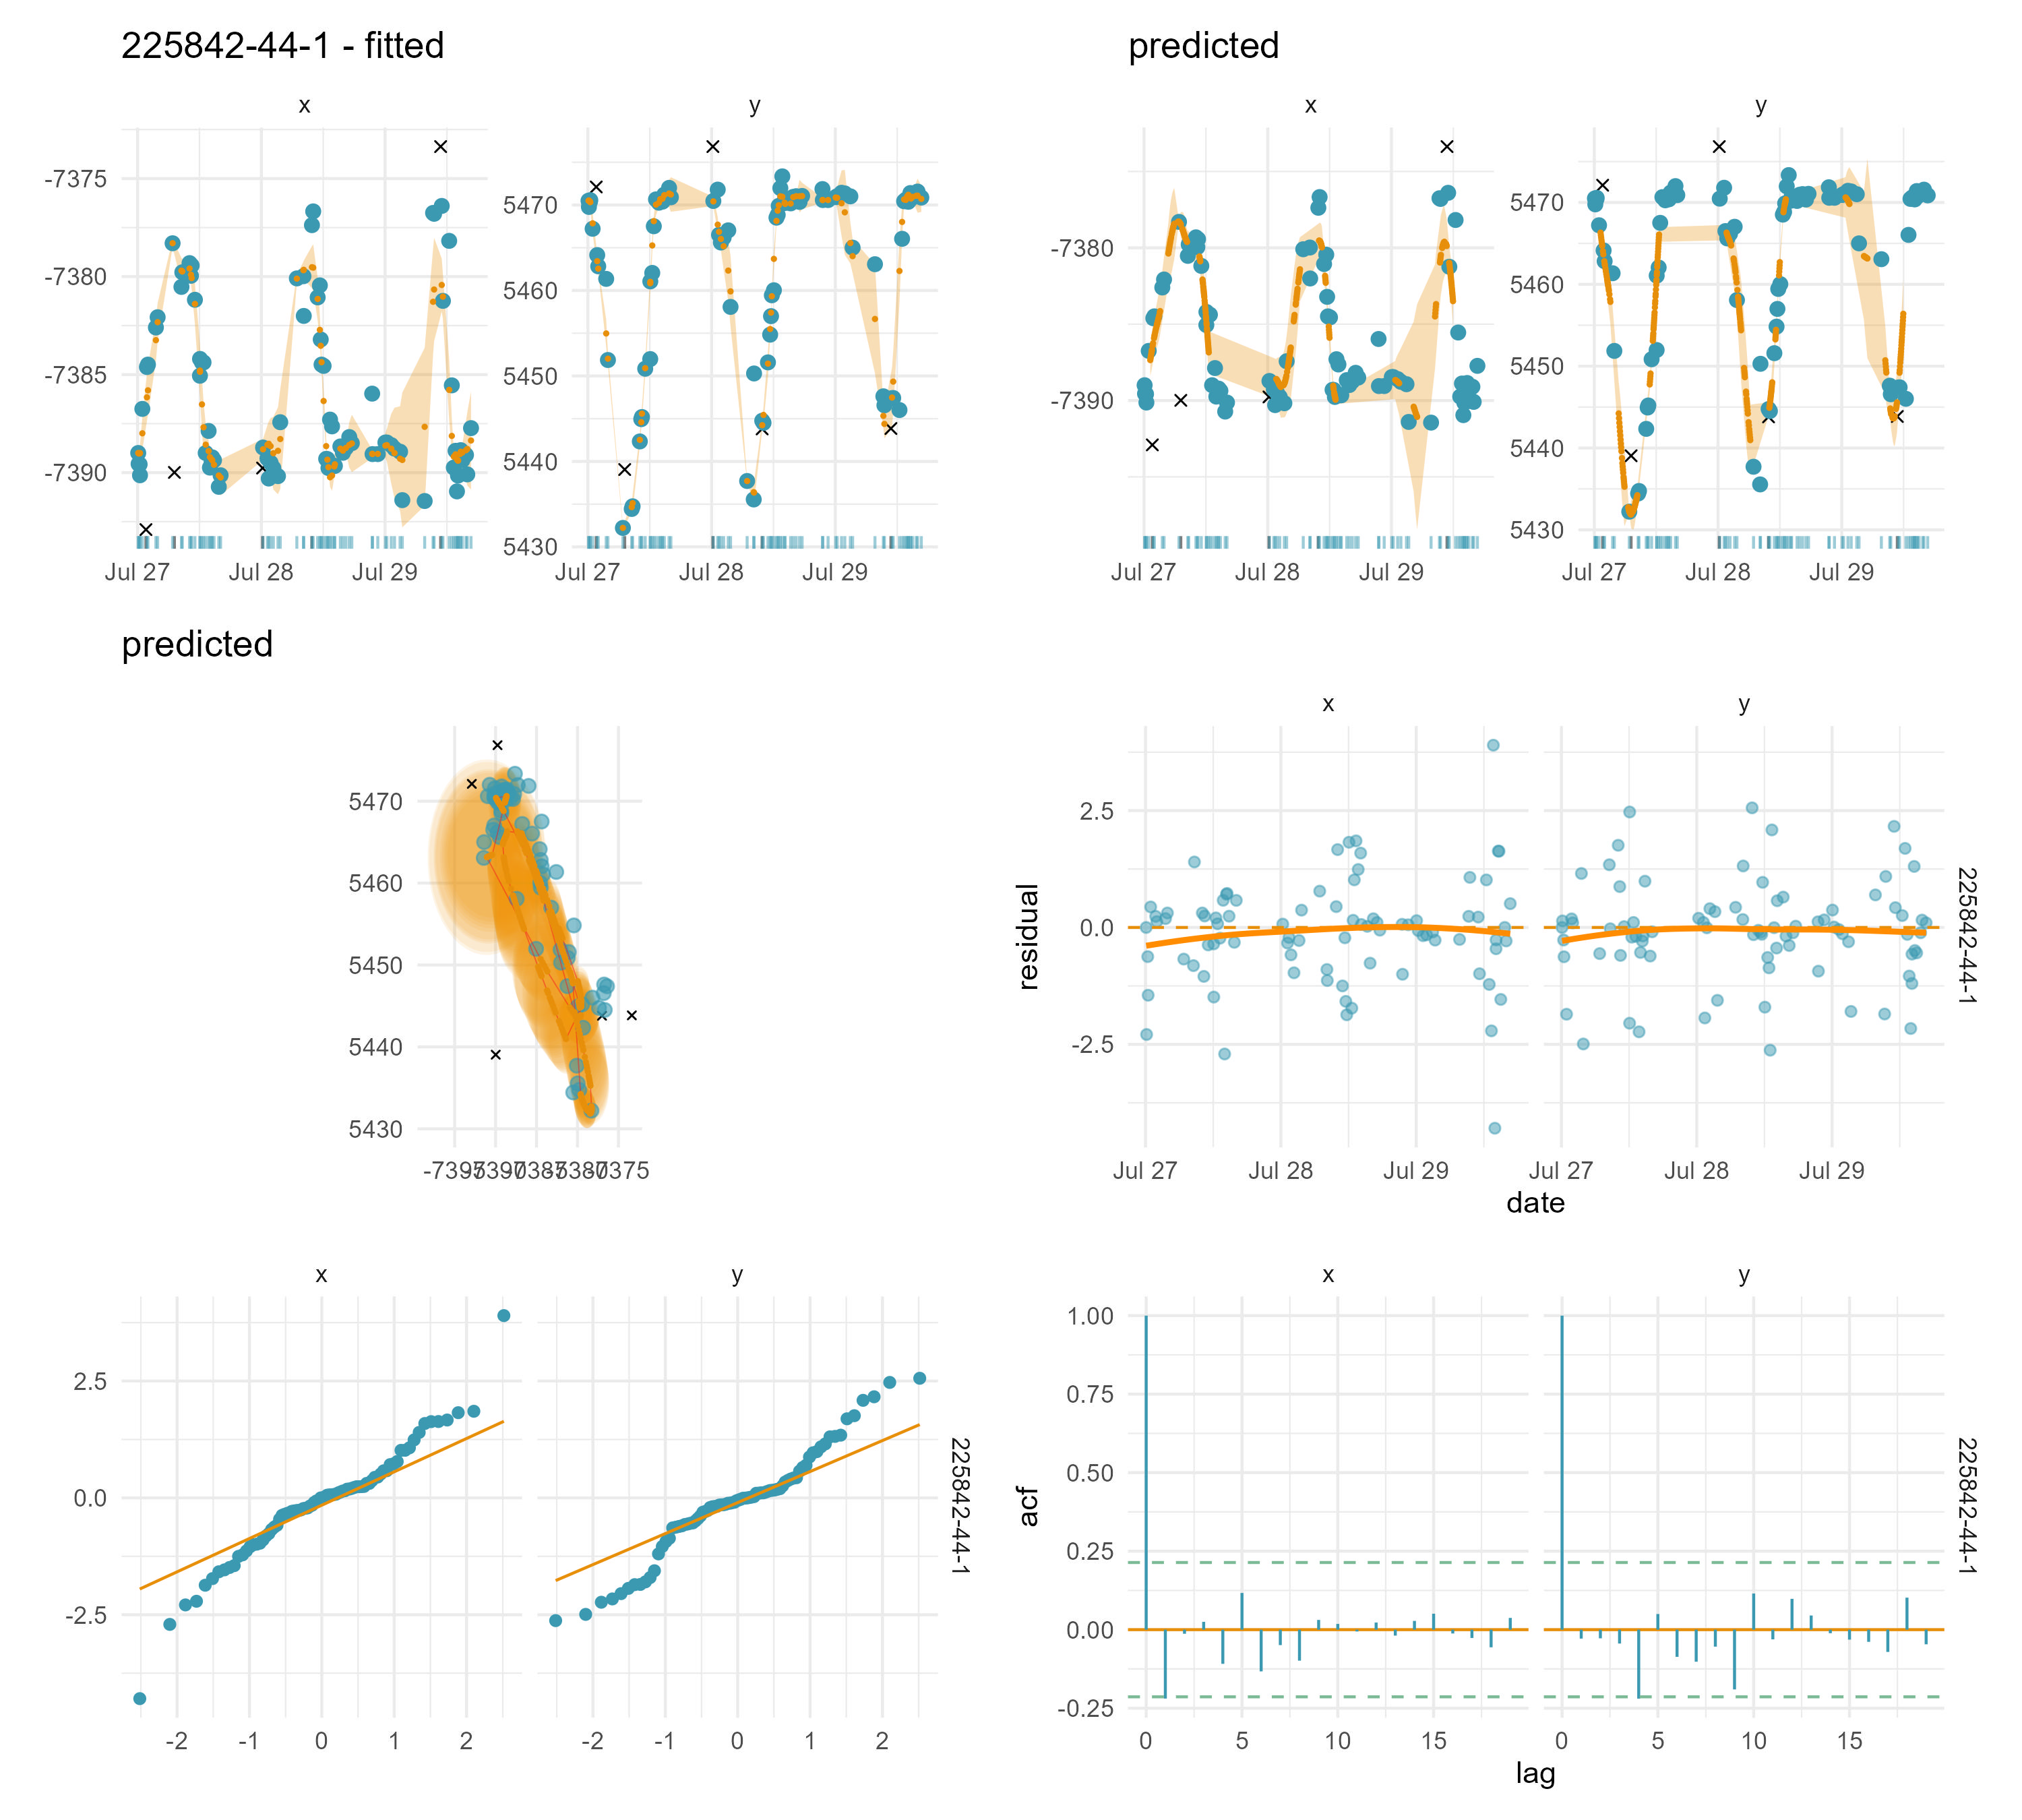 225842-44-1 - fitted
predicted
x
y
x
y
-7375
-7380
-7385
-7390
5470
5460
5450
5440
5430
-7380
-7390
5470
5460
5450
5440
5430
Jul 27 Jul 28 Jul 29
Jul 27 Jul 28 Jul 29
Jul 27 Jul 28 Jul 29
Jul 27 Jul 28 Jul 29
predicted
5470
5460
5450
5440
5430
-7395 -7390 -7385 -7380 -7375
x
y
residual
2.5
0.0
-2.5
225842-44-1
Jul 27 Jul 28 Jul 29
Jul 27 Jul 28 Jul 29
date
x
y
2.5
0.0
-2.5
225842-44-1
-2 -1 0 1 2
-2 -1 0 1 2
x
y
acf
1.00
0.75
0.50
0.25
0.00
-0.25
225842-44-1
0 5 10 15
0 5 10 15
lag